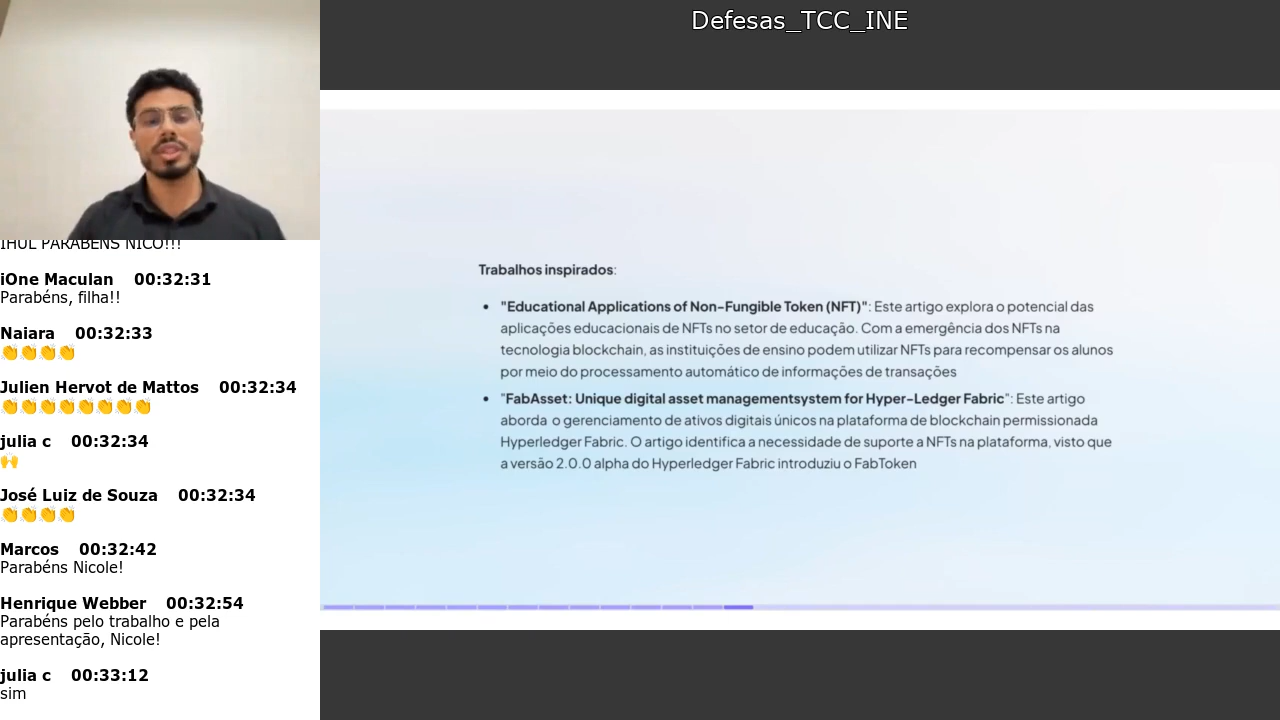 Defesas_TCC_INE
IHUL PARABÉNS NICO!!!
iOne Maculan 00:32:31
Parabéns, filha!!
Naiara 00:32:33
👏👏👏👏
Julien Hervot de Mattos 00:32:34
👏👏👏👏👏👏👏👏
julia c 00:32:34
🙌
José Luiz de Souza 00:32:34
👏👏👏👏
Marcos 00:32:42
Parabéns Nicole!
Henrique Webber 00:32:54
Parabéns pelo trabalho e pela
apresentação, Nicole!
julia c 00:33:12
sim
Trabalhos inspirados:
• "Educational Applications of Non-Fungible Token (NFT)": Este artigo explora o potencial das
aplicações educacionais de NFTs no setor de educação. Com a emergência dos NFTs na
tecnologia blockchain, as instituições de ensino podem utilizar NFTs para recompensar os alunos
por meio do processamento automático de informações de transações
• "FabAsset: Unique digital asset managementsystem for Hyper-Ledger Fabric": Este artigo
aborda o gerenciamento de ativos digitais únicos na plataforma de blockchain permissionada
Hyperledger Fabric. O artigo identifica a necessidade de suporte a NFTs na plataforma, visto que
a versão 2.0.0 alpha do Hyperledger Fabric introduziu o FabToken